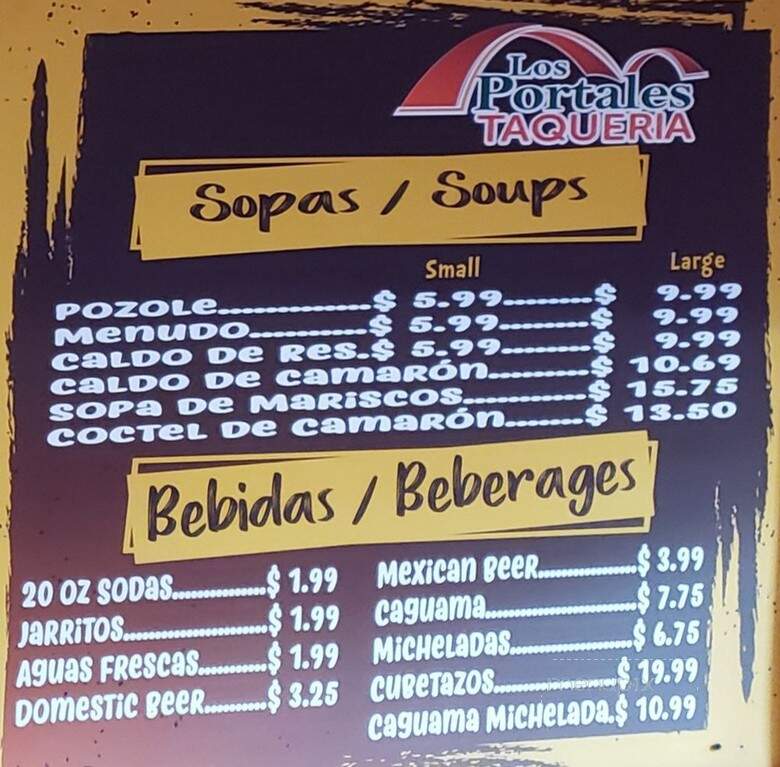 Los
Portales
TAQUERIA
Sopas / Soups
Small Large
POZOLE..................$ 5.99..........$ 9.99
MENUDO..............$ 5.99..........$ 9.99
CALDO DE RES.$ 5.99..........$ 9.99
CALDO DE CAMARÓN............$ 10.69
SOPA DE MARISCOS..............$ 15.75
COCTEL DE CAMARÓN.........$ 13.50
Bebidas / Beberages
20 OZ SODAS..............$ 1.99
JARRITOS......................$ 1.99
AGUAS FRESCAS..........$ 1.99
DOMESTIC BEER..........$ 3.25
MEXICAN BEER...............$ 3.99
CAGUAMA.......................$ 7.75
MICHELADAS...................$ 6.75
CUBETAZOS...................$ 19.99
CAGUAMA MICHELADA.$ 10.99